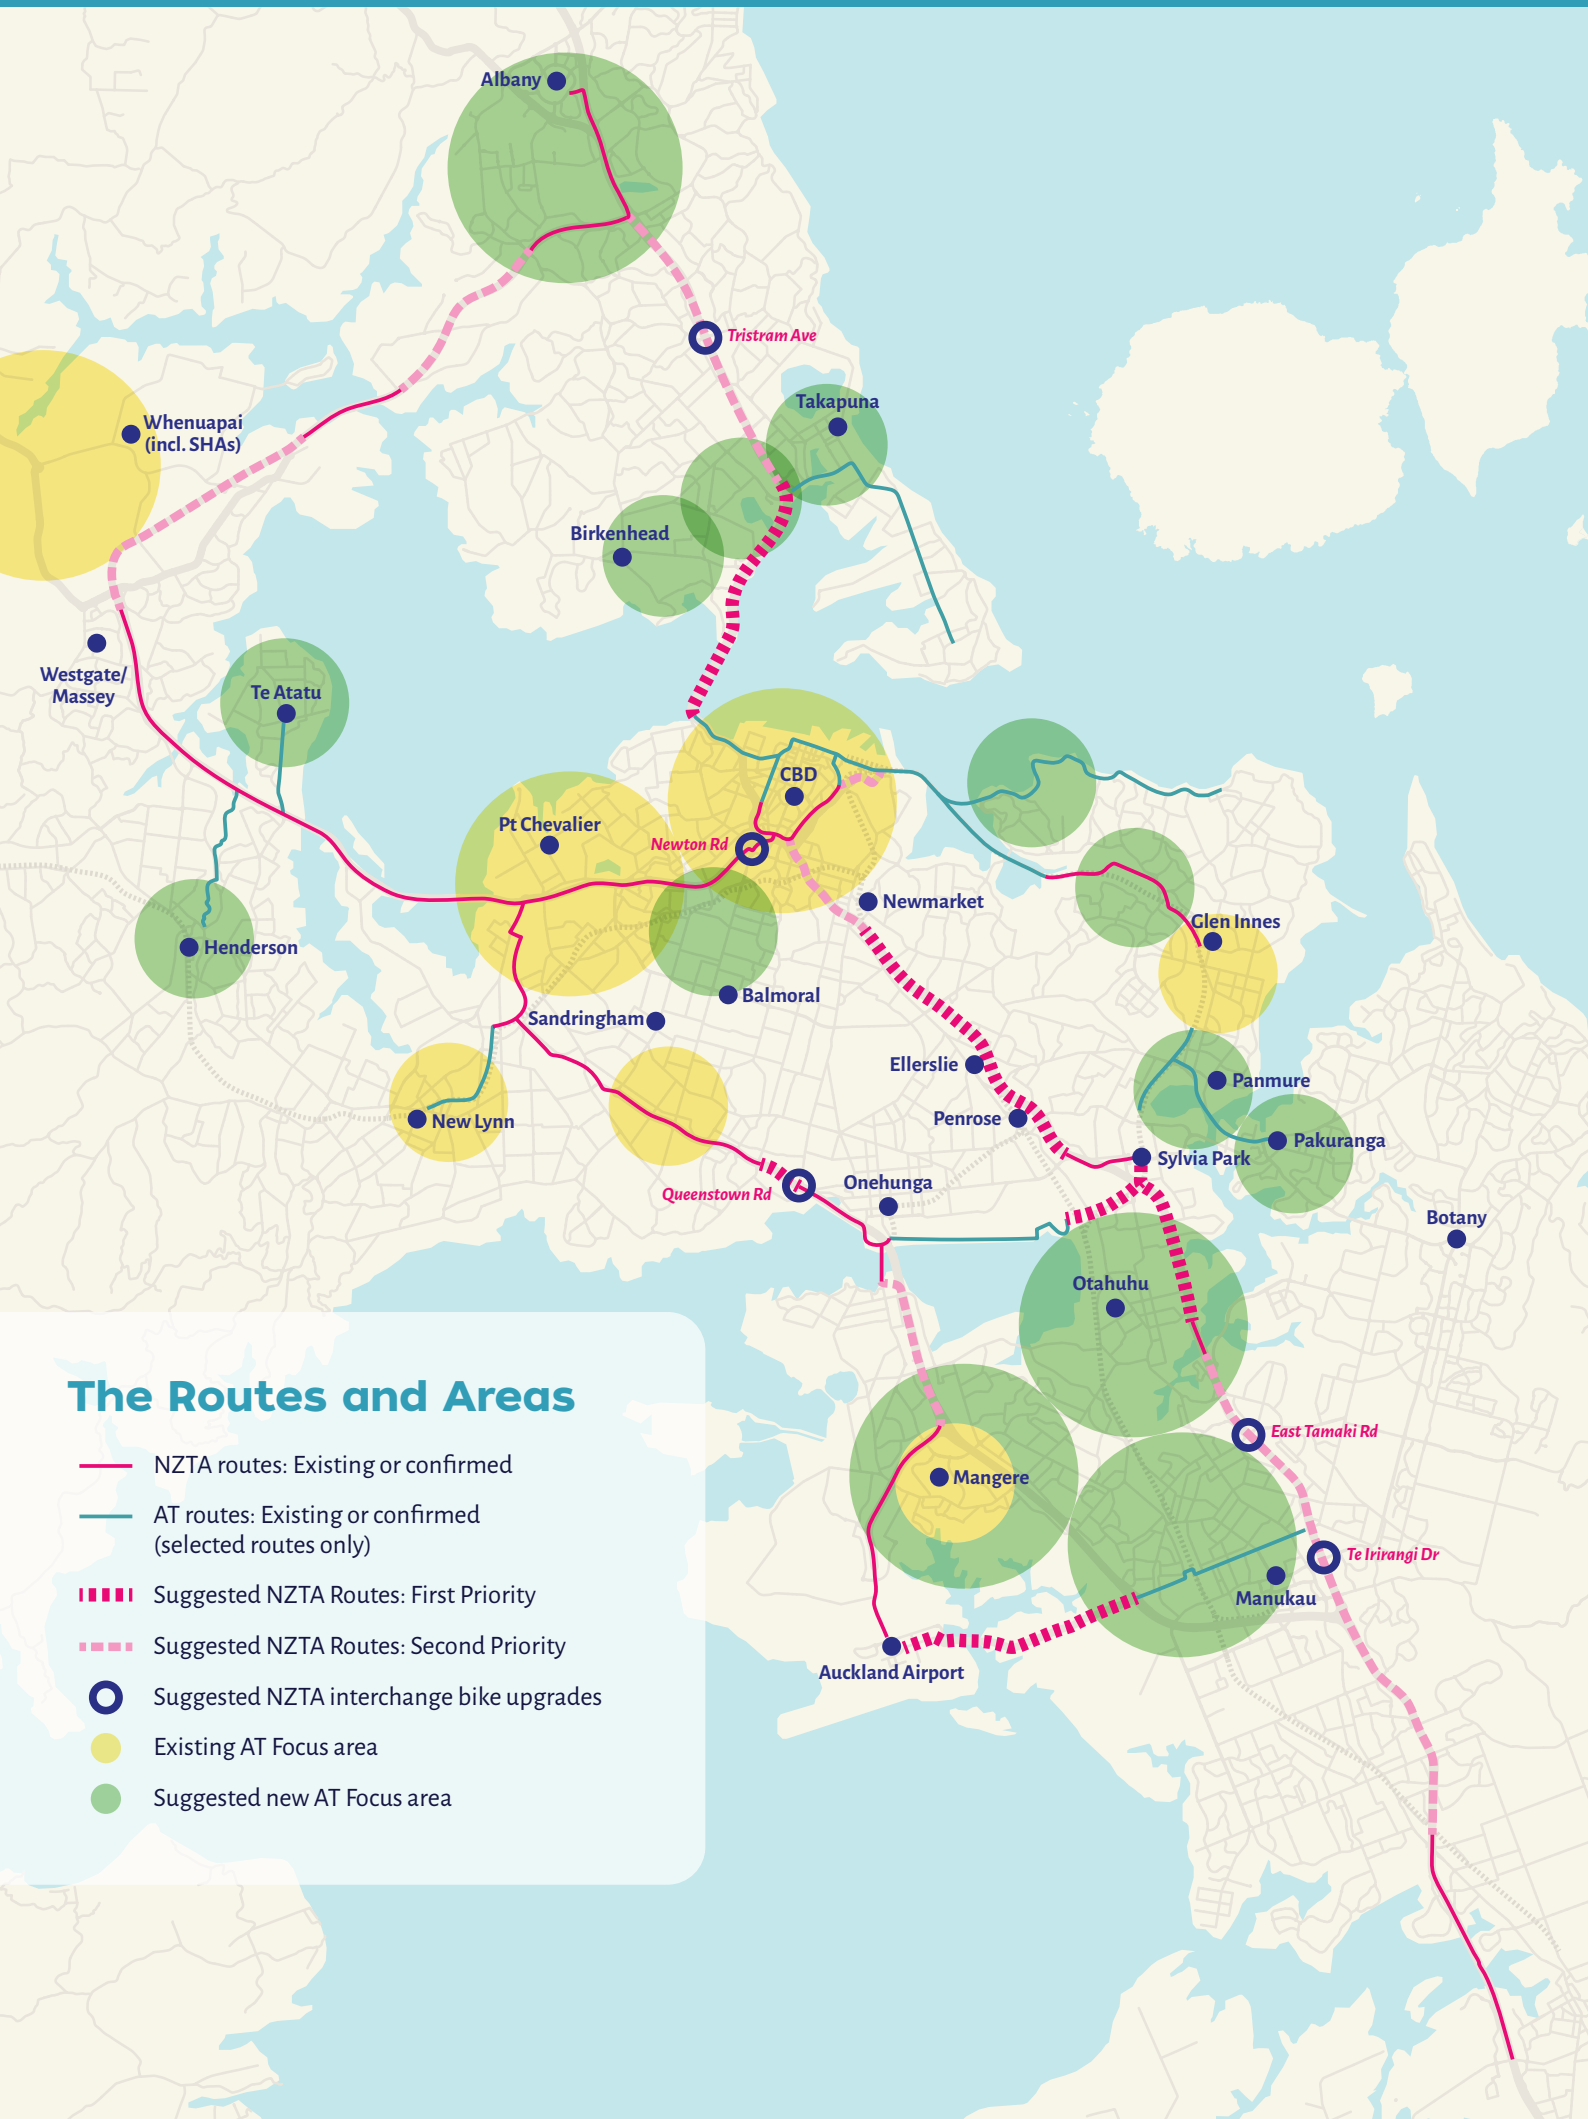 Albany
Tristram Ave
Takapuna
Whenuapai
(incl. SHAs)
Birkenhead
Westgate/
Massey
Te Atatu
CBD
Pt Chevalier
Newton Rd
Newmarket
Glen Innes
Henderson
Balmoral
Sandringham
Ellerslie
Panmure
New Lynn
Penrose
Pakuranga
Sylvia Park
Onehunga
Queenstown Rd
Botany
Otahuhu
East Tamaki Rd
Mangere
Te Irirangi Dr
Manukau
Auckland Airport
The Routes and Areas
NZTA routes: Existing or confirmed
AT routes: Existing or confirmed
(selected routes only)
Suggested NZTA Routes: First Priority
Suggested NZTA Routes: Second Priority
Suggested NZTA interchange bike upgrades
Existing AT Focus area
Suggested new AT Focus area